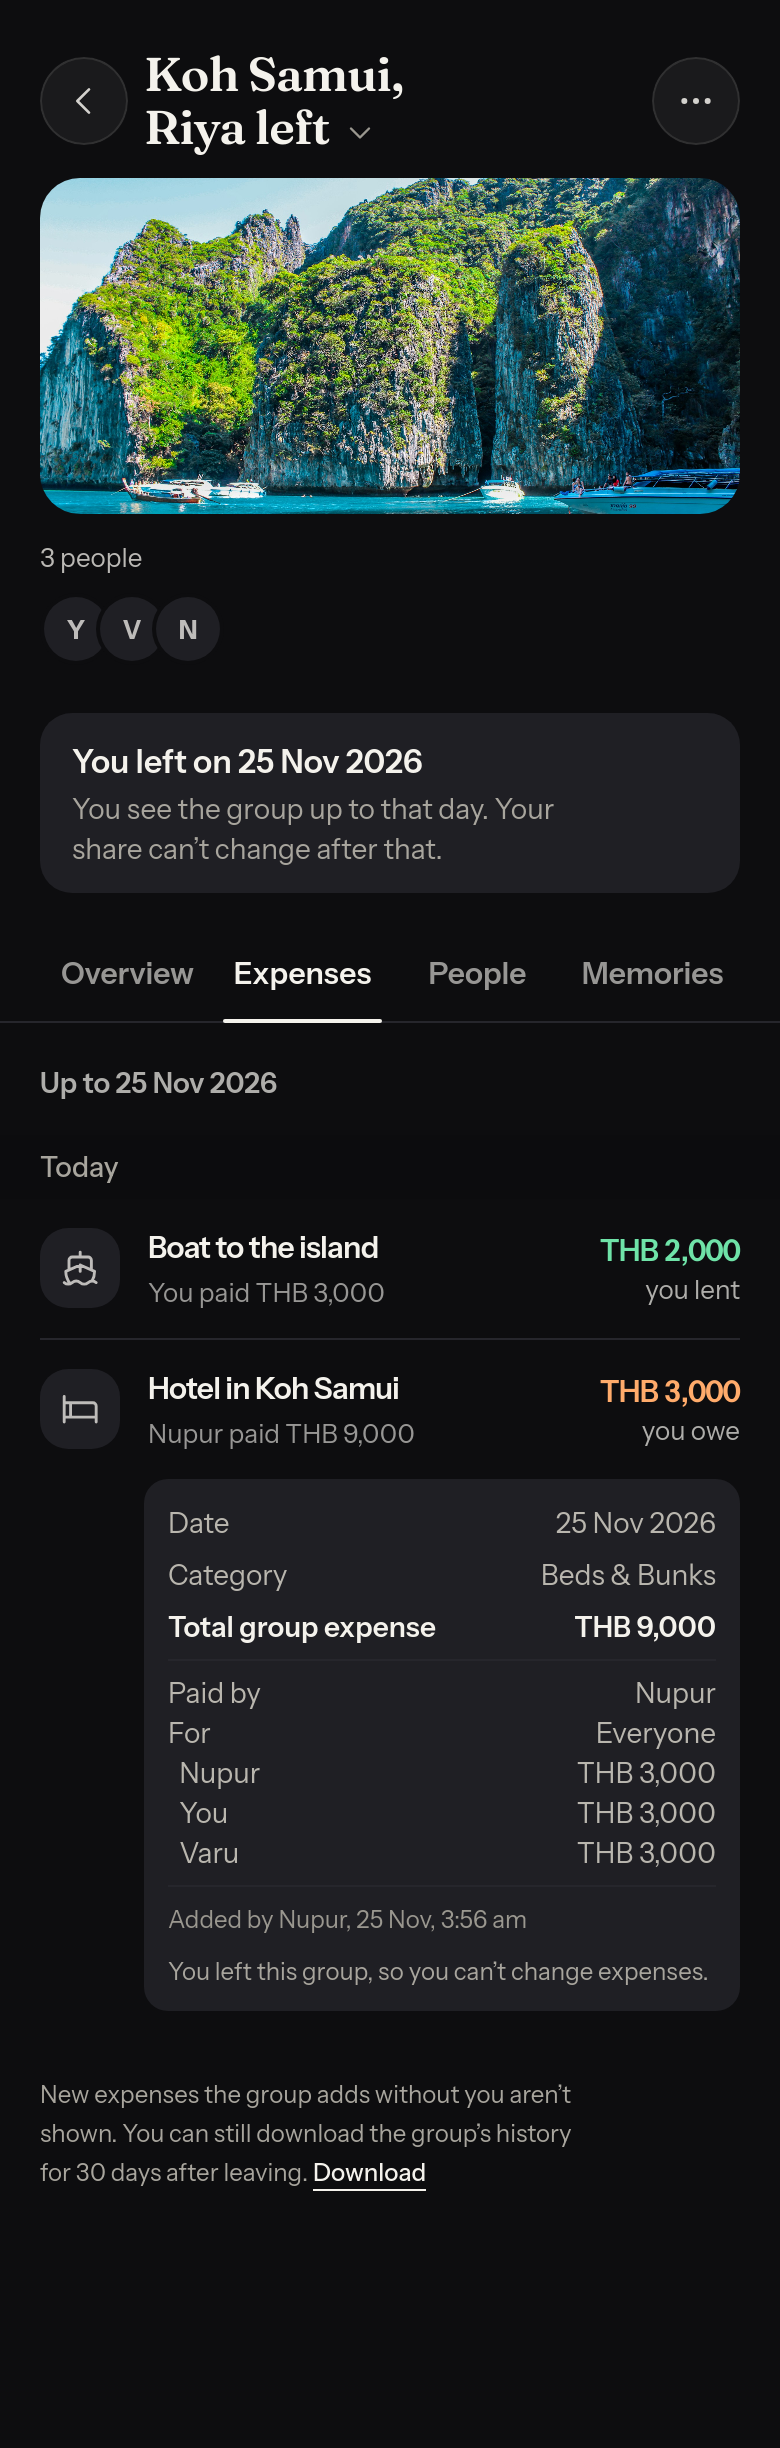 Koh Samui,
Riya left
3 people
Y V N
You left on 25 Nov 2026
You see the group up to that day. Your
share can’t change after that.
Overview Expenses People Memories
Up to 25 Nov 2026
Today
Boat to the island THB 2,000
You paid THB 3,000 you lent
Hotel in Koh Samui THB 3,000
Nupur paid THB 9,000 you owe
Date 25 Nov 2026
Category Beds & Bunks
Total group expense THB 9,000
Paid by Nupur
For Everyone
Nupur THB 3,000
You THB 3,000
Varu THB 3,000
Added by Nupur, 25 Nov, 3:56 am
You left this group, so you can’t change expenses.
New expenses the group adds without you aren’t
shown. You can still download the group’s history
for 30 days after leaving. Download